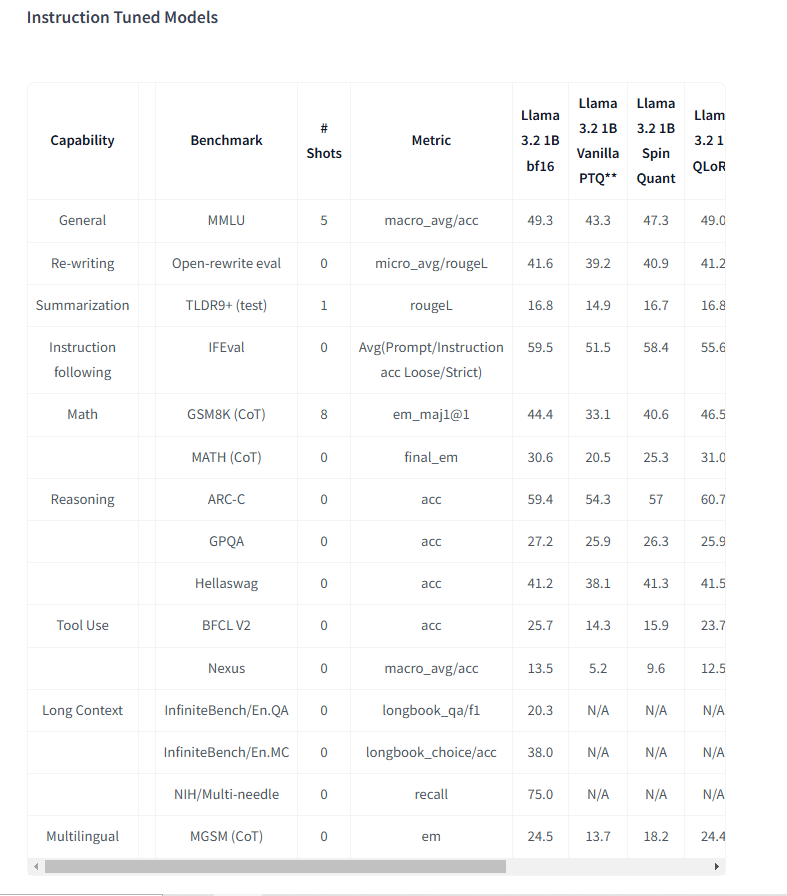 Instruction Tuned Models
Capability Benchmark # Shots Metric Llama 3.2 1B bf16 Llama 3.2 1B Vanilla PTQ** Llama 3.2 1B Spin Quant Llam 3.2 1 QLoR
General MMLU 5 macro_avg/acc 49.3 43.3 47.3 49.0
Re-writing Open-rewrite eval 0 micro_avg/rougeL 41.6 39.2 40.9 41.2
Summarization TLDR9+ (test) 1 rougeL 16.8 14.9 16.7 16.8
Instruction following IFEval 0 Avg(Prompt/Instruction acc Loose/Strict) 59.5 51.5 58.4 55.6
Math GSM8K (CoT) 8 em_maj1@1 44.4 33.1 40.6 46.5
MATH (CoT) 0 final_em 30.6 20.5 25.3 31.0
Reasoning ARC-C 0 acc 59.4 54.3 57 60.7
GPQA 0 acc 27.2 25.9 26.3 25.9
Hellaswag 0 acc 41.2 38.1 41.3 41.5
Tool Use BFCL V2 0 acc 25.7 14.3 15.9 23.7
Nexus 0 macro_avg/acc 13.5 5.2 9.6 12.5
Long Context InfiniteBench/En.QA 0 longbook_qa/f1 20.3 N/A N/A N/A
InfiniteBench/En.MC 0 longbook_choice/acc 38.0 N/A N/A N/A
NIH/Multi-needle 0 recall 75.0 N/A N/A N/A
Multilingual MGSM (CoT) 0 em 24.5 13.7 18.2 24.4